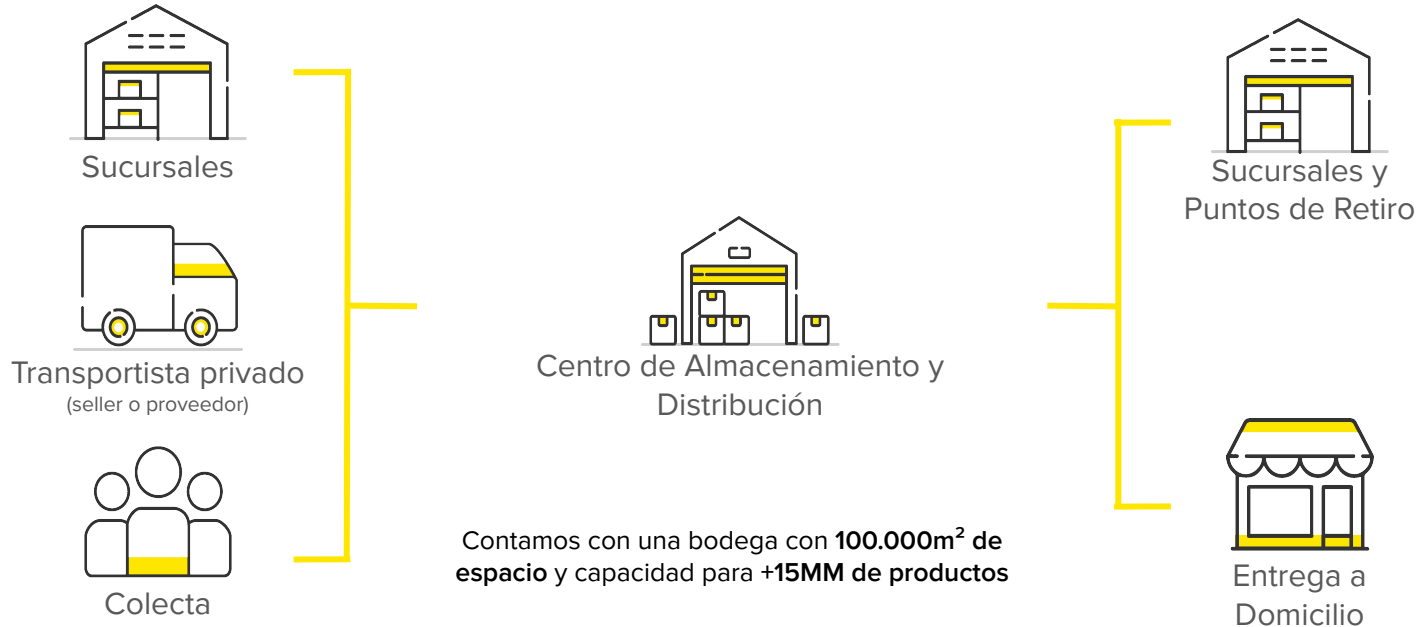 Sucursales
Transportista privado
(seller o proveedor)
Colecta
Centro de Almacenamiento y
Distribución
Contamos con una bodega con 100.000m² de
espacio y capacidad para +15MM de productos
Sucursales y
Puntos de Retiro
Entrega a
Domicilio